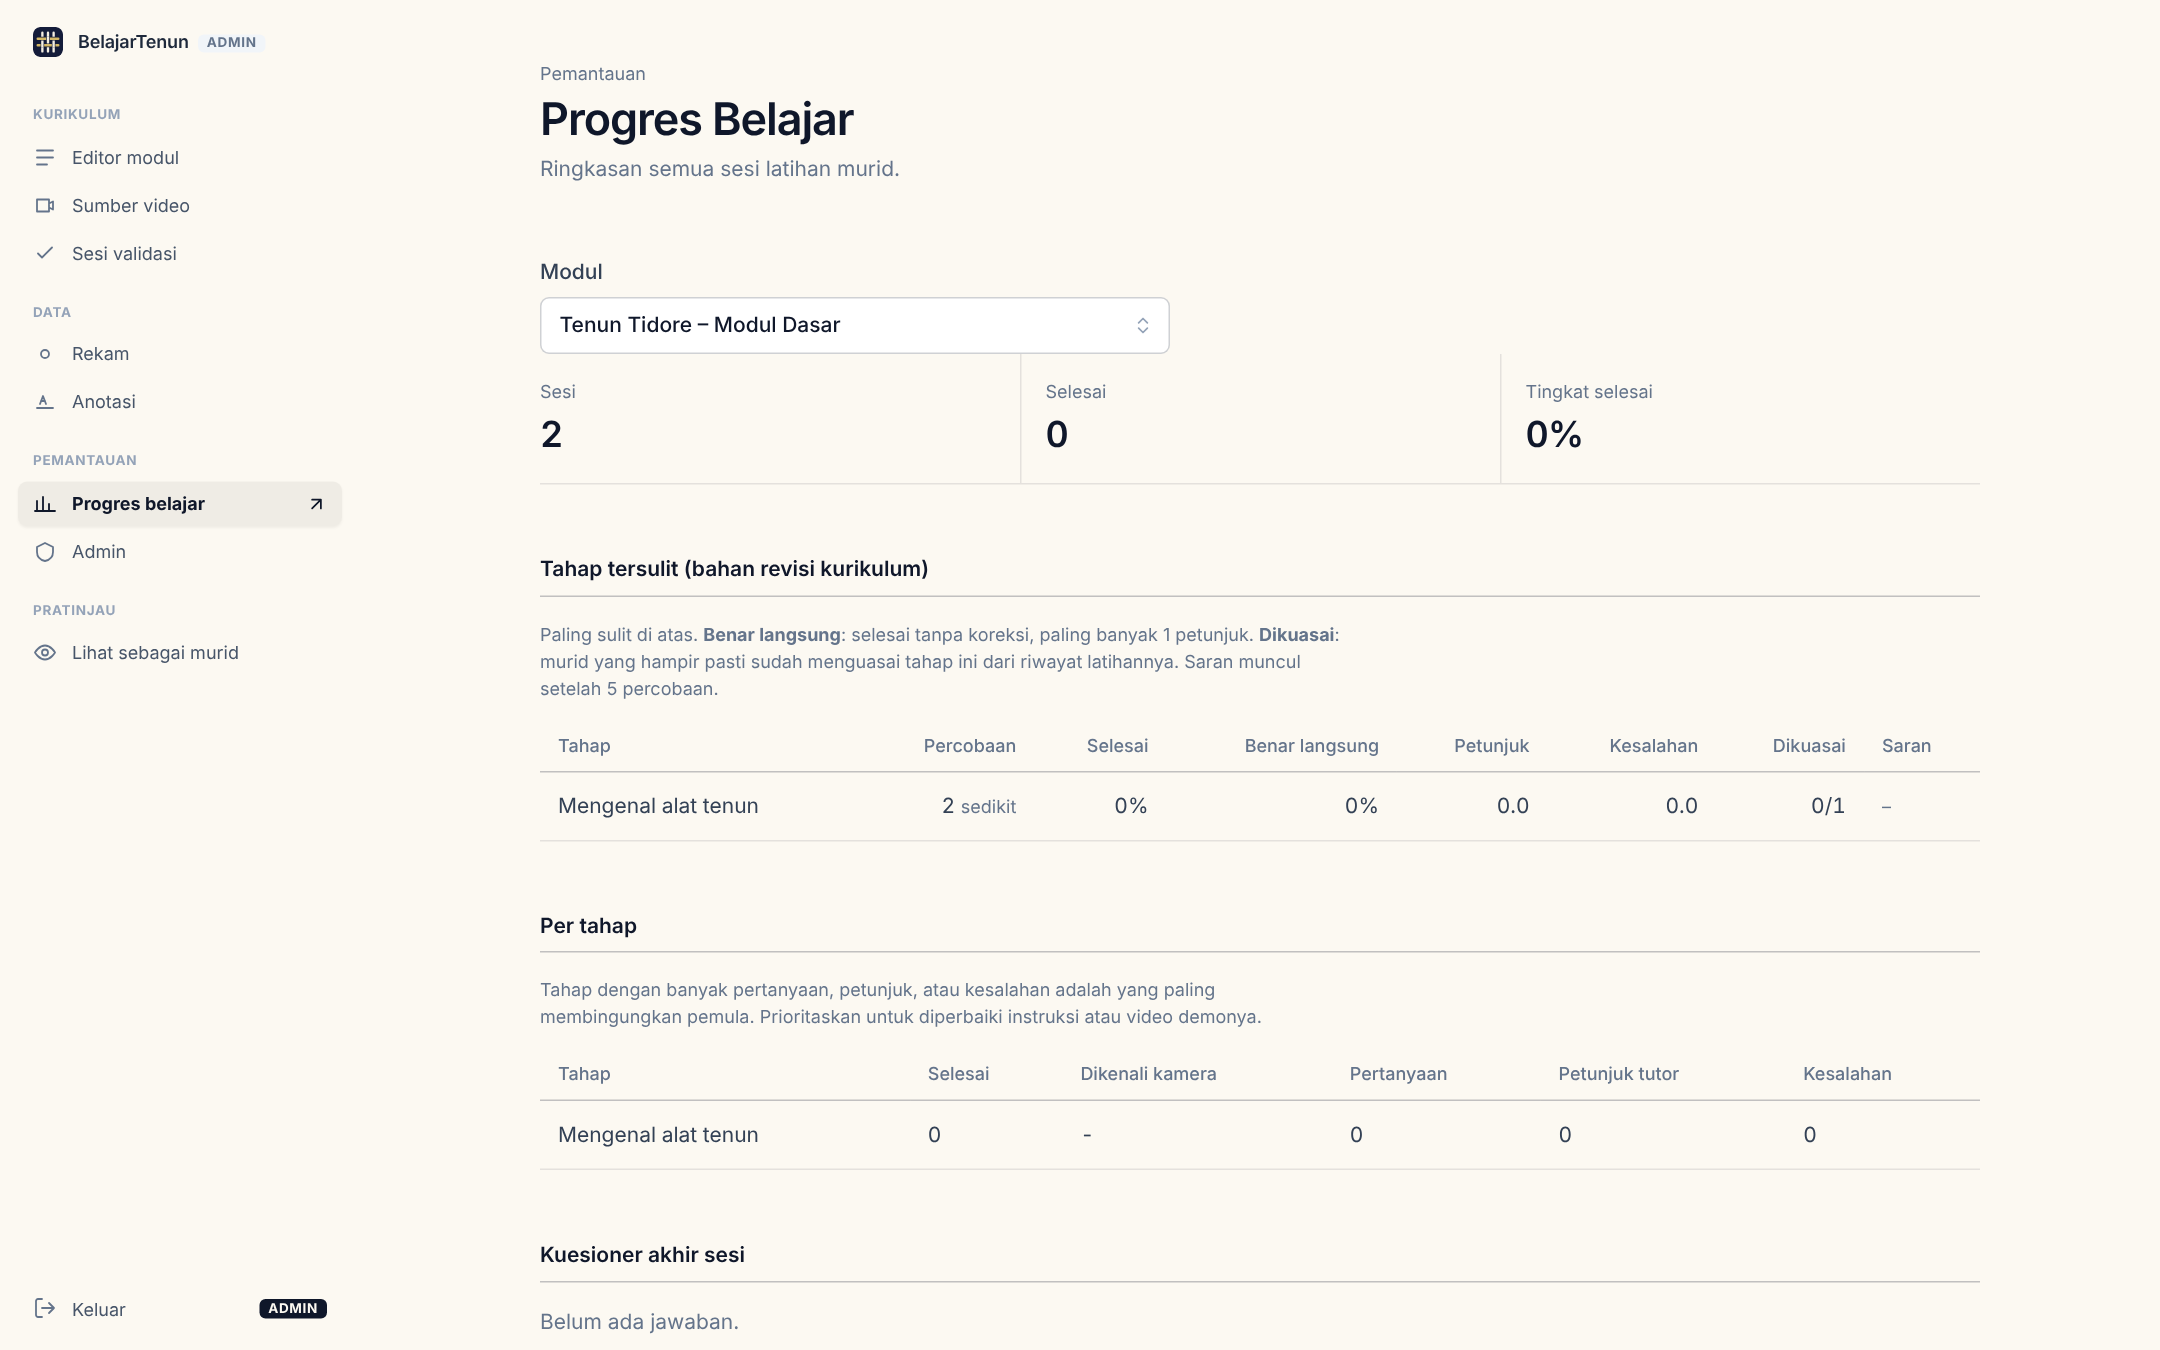 BelajarTenun ADMIN
KURIKULUM
Editor modul
Sumber video
Sesi validasi
DATA
Rekam
Anotasi
PEMANTAUAN
Progres belajar
Admin
PRATINJAU
Lihat sebagai murid
Keluar ADMIN
Pemantauan
Progres Belajar
Ringkasan semua sesi latihan murid.
Modul
Tenun Tidore – Modul Dasar
Sesi Selesai Tingkat selesai
2 0 0%
Tahap tersulit (bahan revisi kurikulum)
Paling sulit di atas. Benar langsung: selesai tanpa koreksi, paling banyak 1 petunjuk. Dikuasai:
murid yang hampir pasti sudah menguasai tahap ini dari riwayat latihannya. Saran muncul
setelah 5 percobaan.
Tahap Percobaan Selesai Benar langsung Petunjuk Kesalahan Dikuasai Saran
Mengenal alat tenun 2 sedikit 0% 0% 0.0 0.0 0/1 –
Per tahap
Tahap dengan banyak pertanyaan, petunjuk, atau kesalahan adalah yang paling
membingungkan pemula. Prioritaskan untuk diperbaiki instruksi atau video demonya.
Tahap Selesai Dikenali kamera Pertanyaan Petunjuk tutor Kesalahan
Mengenal alat tenun 0 - 0 0 0
Kuesioner akhir sesi
Belum ada jawaban.